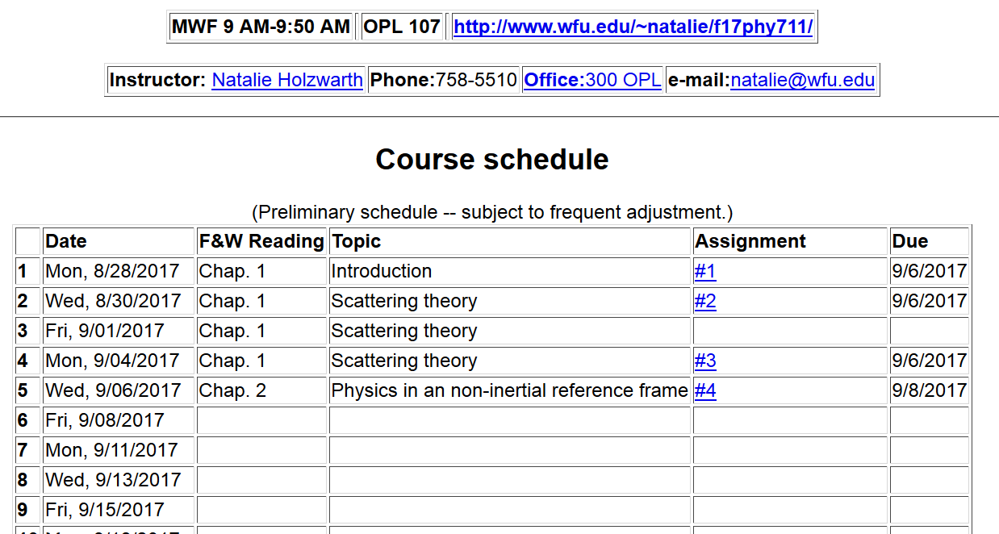 MWF 9 AM-9:50 AM OPL 107 http://www.wfu.edu/~natalie/f17phy711/
Instructor: Natalie Holzwarth Phone:758-5510 Office:300 OPL e-mail:natalie@wfu.edu
Course schedule
(Preliminary schedule -- subject to frequent adjustment.)
Date F&W Reading Topic Assignment Due
1 Mon, 8/28/2017 Chap. 1 Introduction #1 9/6/2017
2 Wed, 8/30/2017 Chap. 1 Scattering theory #2 9/6/2017
3 Fri, 9/01/2017 Chap. 1 Scattering theory
4 Mon, 9/04/2017 Chap. 1 Scattering theory #3 9/6/2017
5 Wed, 9/06/2017 Chap. 2 Physics in an non-inertial reference frame #4 9/8/2017
6 Fri, 9/08/2017
7 Mon, 9/11/2017
8 Wed, 9/13/2017
9 Fri, 9/15/2017